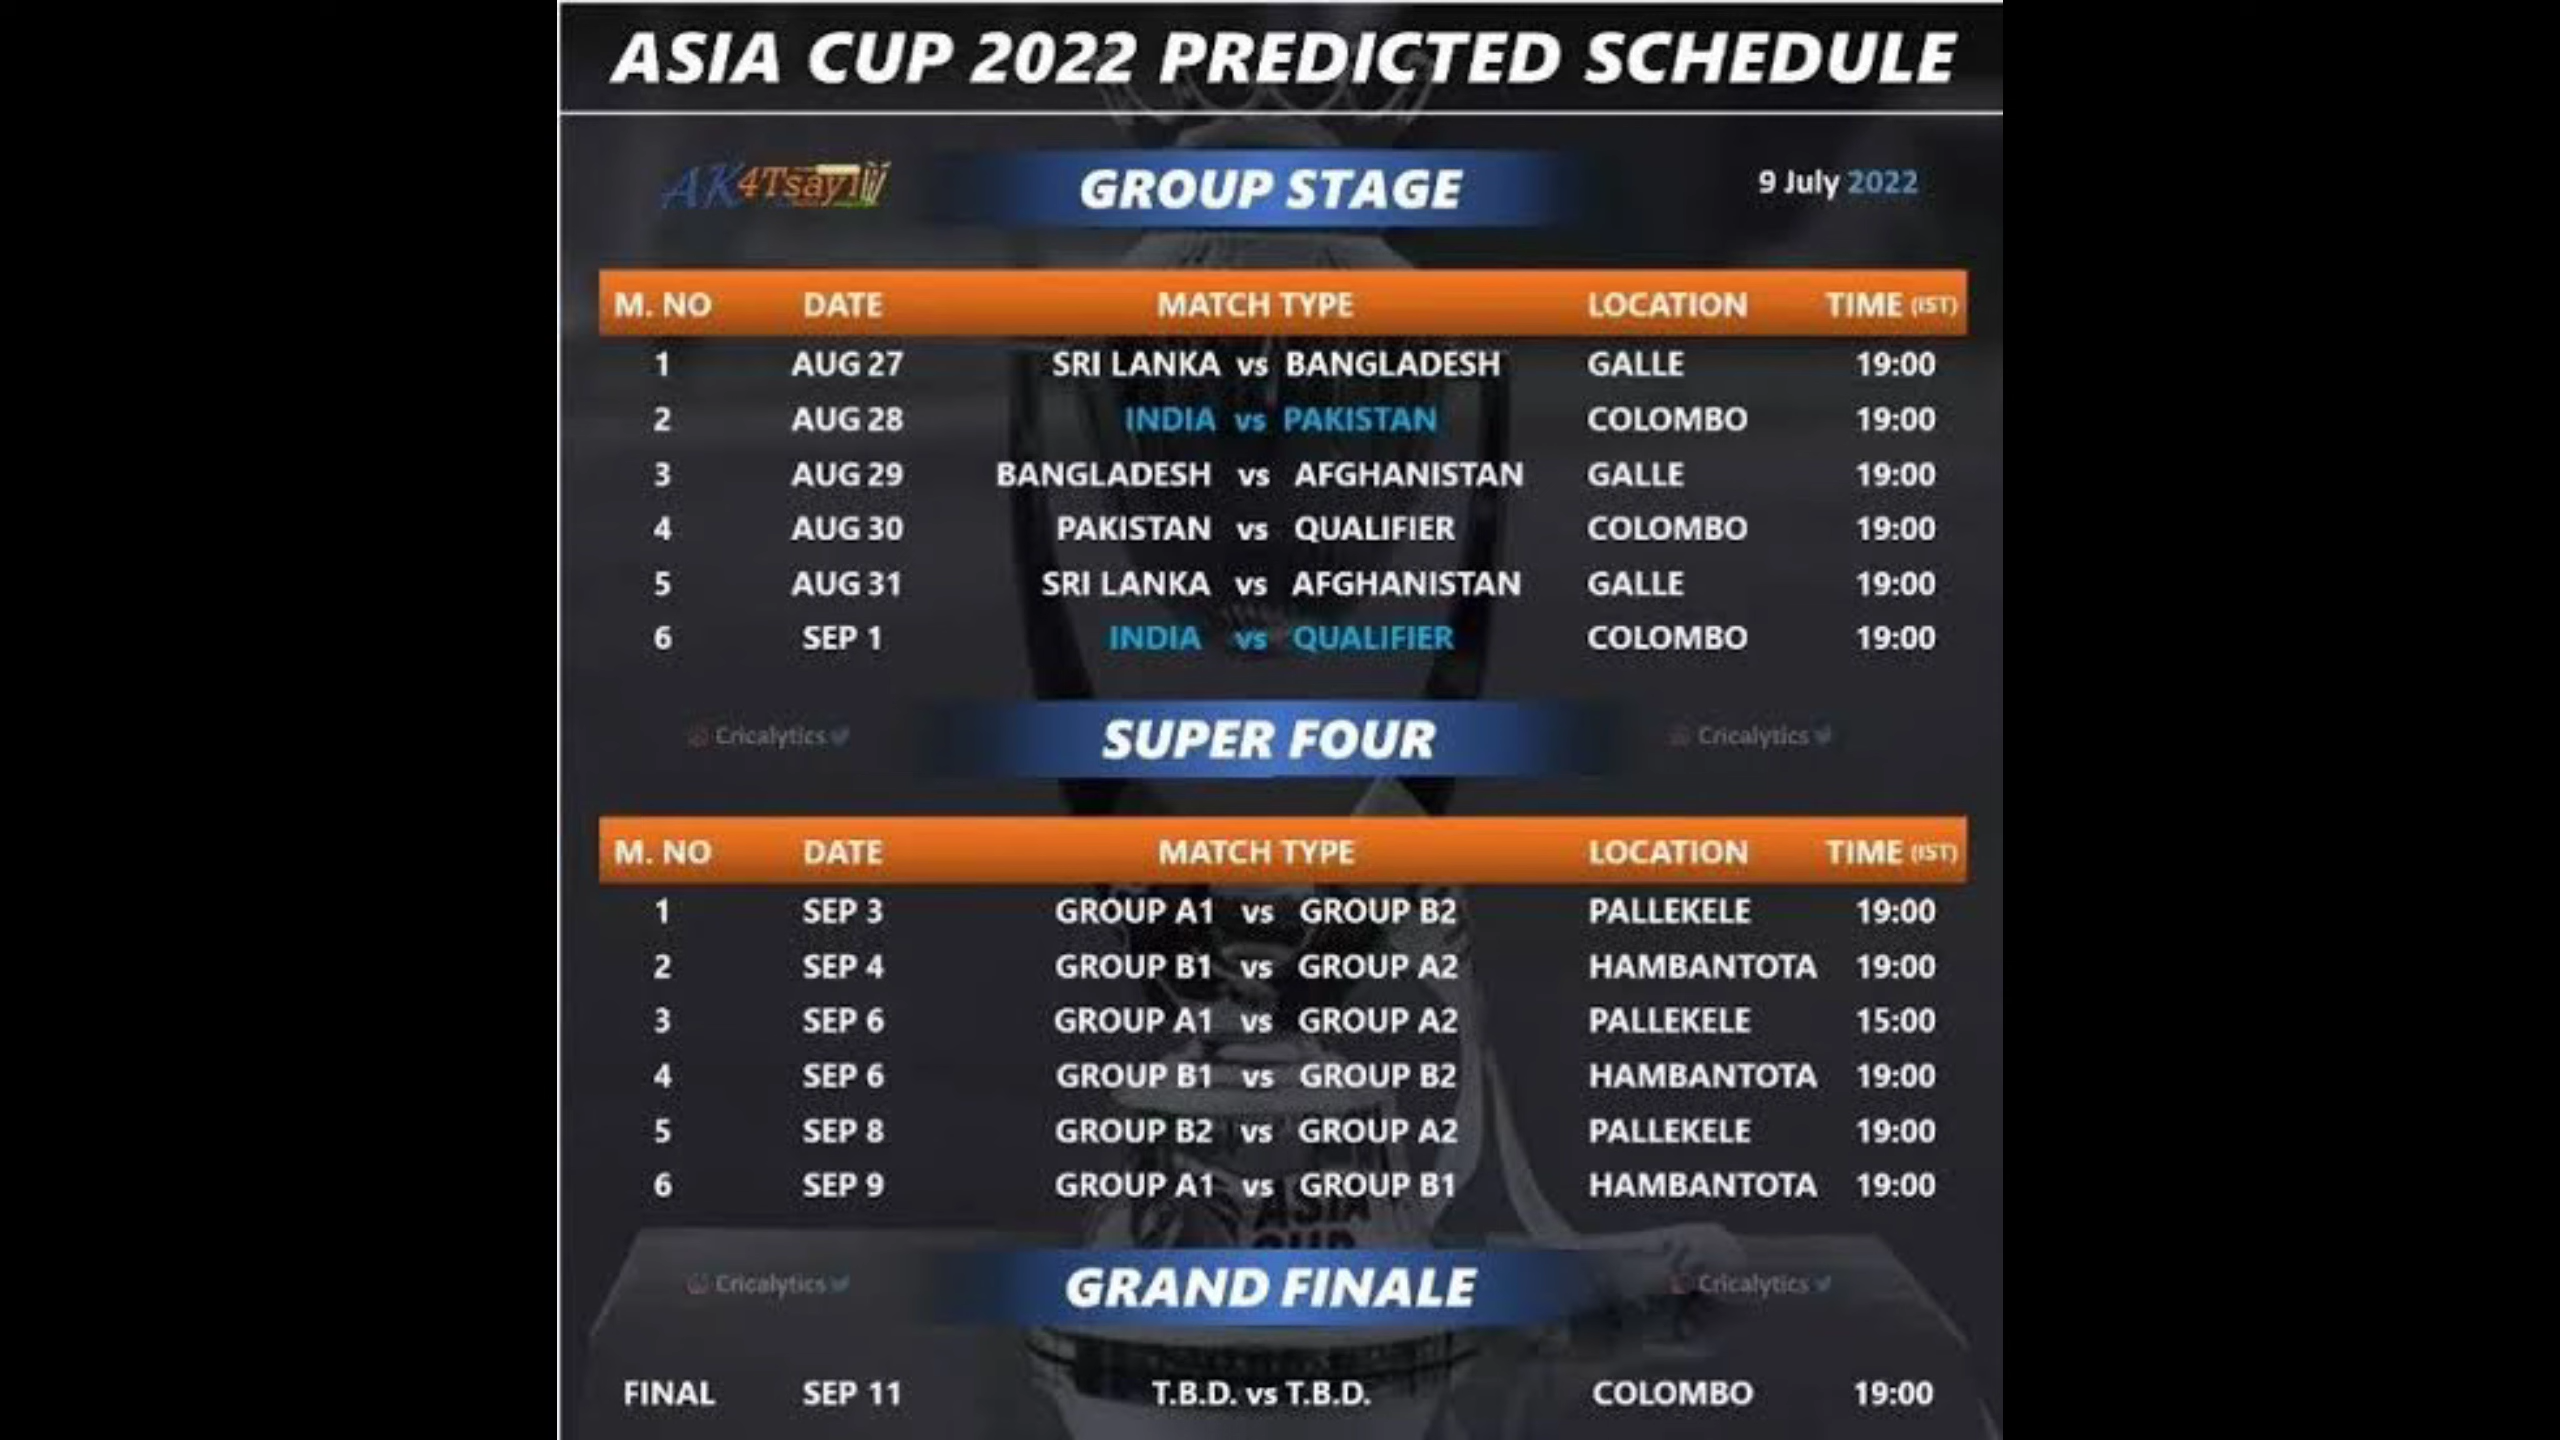 ASIA CUP 2022 PREDICTED SCHEDULE
AK4Tsay1
GROUP STAGE
9 July 2022
M. NO DATE MATCH TYPE LOCATION TIME (IST)
1 AUG 27 SRI LANKA vs BANGLADESH GALLE 19:00
2 AUG 28 INDIA vs PAKISTAN COLOMBO 19:00
3 AUG 29 BANGLADESH vs AFGHANISTAN GALLE 19:00
4 AUG 30 PAKISTAN vs QUALIFIER COLOMBO 19:00
5 AUG 31 SRI LANKA vs AFGHANISTAN GALLE 19:00
6 SEP 1 INDIA vs QUALIFIER COLOMBO 19:00
Cricalytics
SUPER FOUR
Cricalytics
M. NO DATE MATCH TYPE LOCATION TIME (IST)
1 SEP 3 GROUP A1 vs GROUP B2 PALLEKELE 19:00
2 SEP 4 GROUP B1 vs GROUP A2 HAMBANTOTA 19:00
3 SEP 6 GROUP A1 vs GROUP A2 PALLEKELE 15:00
4 SEP 6 GROUP B1 vs GROUP B2 HAMBANTOTA 19:00
5 SEP 8 GROUP B2 vs GROUP A2 PALLEKELE 19:00
6 SEP 9 GROUP A1 vs GROUP B1 HAMBANTOTA 19:00
ASIA
CUP
Cricalytics
GRAND FINALE
Cricalytics
FINAL SEP 11 T.B.D. vs T.B.D. COLOMBO 19:00